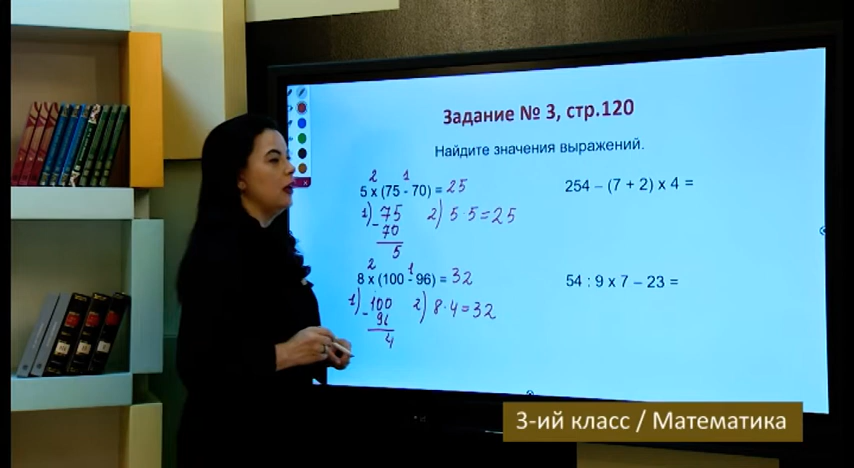 Задание № 3, стр.120
Найдите значения выражений.
2 1
5 х (75 - 70) = 25
1) 75
- 70
5
2) 5·5=25
254 – (7 + 2) х 4 =
2 1
8 х (100 - 96) = 32
1) 100
- 96
4
2) 8·4=32
54 : 9 х 7 – 23 =
3-ий класс / Математика